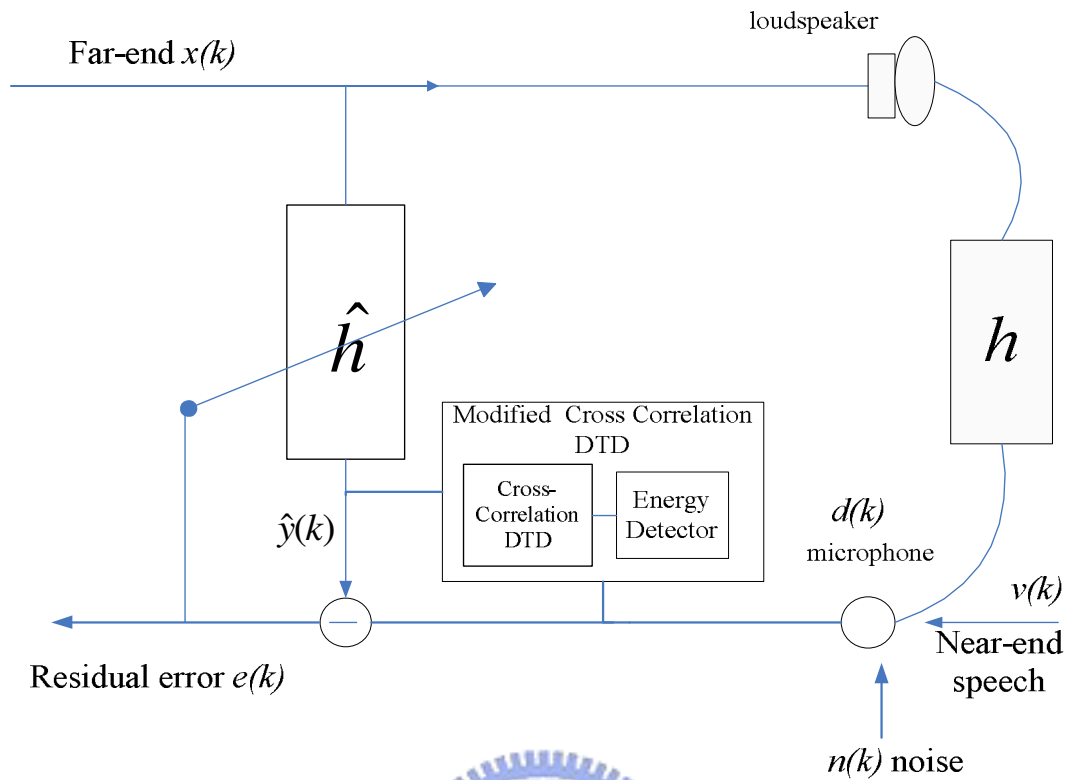 loudspeaker
Far-end x(k)
ĥ
h
Modified Cross Correlation
DTD
Cross-
Correlation
DTD
Energy
Detector
ŷ(k)
d(k)
microphone
v(k)
Near-end
speech
Residual error e(k)
n(k) noise